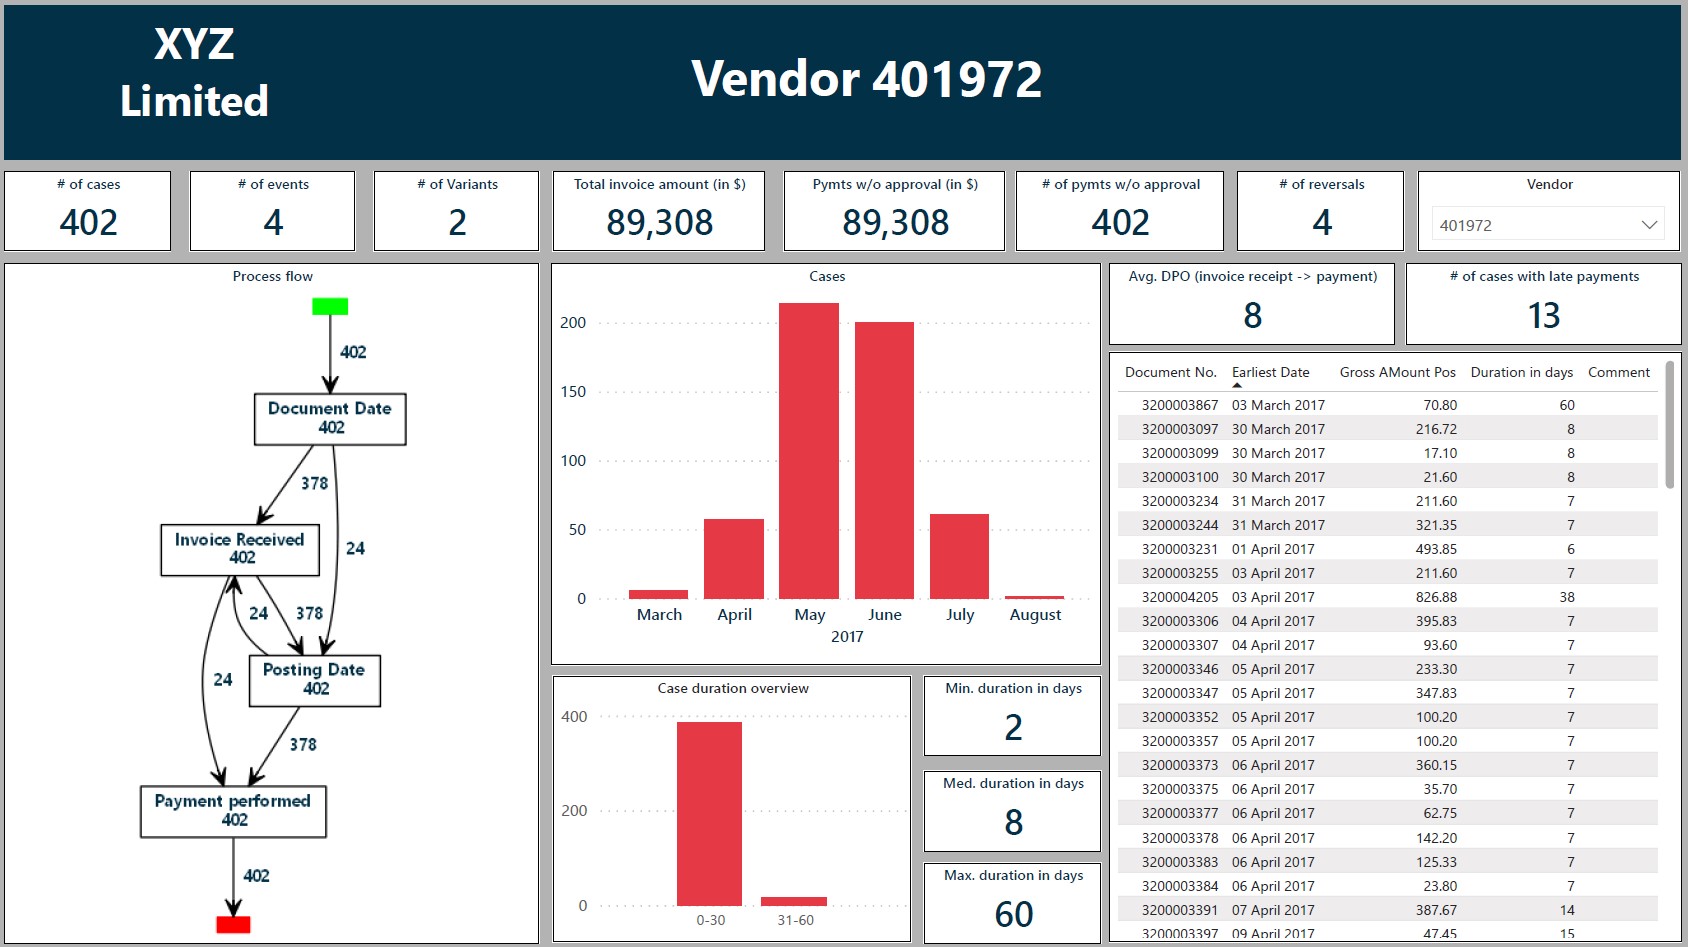 XYZ
Limited
Vendor 401972
# of cases
402
# of events
4
# of Variants
2
Total invoice amount (in $)
89,308
Pymts w/o approval (in $)
89,308
# of pymts w/o approval
402
# of reversals
4
Vendor
401972
Process flow
402
Document Date
402
378
24
Invoice Received
402
24
378
24
Posting Date
402
378
Payment performed
402
402
Cases
200
150
100
50
0
March April May June July August
2017
Case duration overview
400
200
0
0-30 31-60
Min. duration in days
2
Med. duration in days
8
Max. duration in days
60
Avg. DPO (invoice receipt -> payment)
8
# of cases with late payments
13
Document No. Earliest Date Gross AMount Pos Duration in days Comment
3200003867 03 March 2017 70.80 60
3200003097 30 March 2017 216.72 8
3200003099 30 March 2017 17.10 8
3200003100 30 March 2017 21.60 8
3200003234 31 March 2017 211.60 7
3200003244 31 March 2017 321.35 7
3200003231 01 April 2017 493.85 6
3200003255 03 April 2017 211.60 7
3200004205 03 April 2017 826.88 38
3200003306 04 April 2017 395.83 7
3200003307 04 April 2017 93.60 7
3200003346 05 April 2017 233.30 7
3200003347 05 April 2017 347.83 7
3200003352 05 April 2017 100.20 7
3200003357 05 April 2017 100.20 7
3200003373 06 April 2017 360.15 7
3200003375 06 April 2017 35.70 7
3200003377 06 April 2017 62.75 7
3200003378 06 April 2017 142.20 7
3200003383 06 April 2017 125.33 7
3200003384 06 April 2017 23.80 7
3200003391 07 April 2017 387.67 14
3200003397 09 April 2017 47.45 15